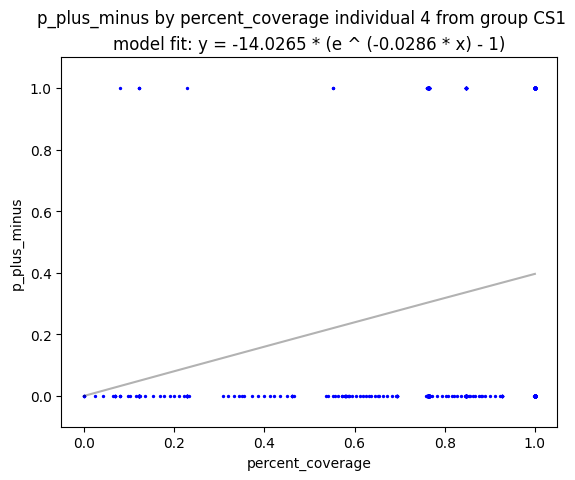 p_plus_minus by percent_coverage individual 4 from group CS1
model fit: y = -14.0265 * (e ^ (-0.0286 * x) - 1)
1.0
0.8
0.6
0.4
0.2
0.0
p_plus_minus
0.0 0.2 0.4 0.6 0.8 1.0
percent_coverage